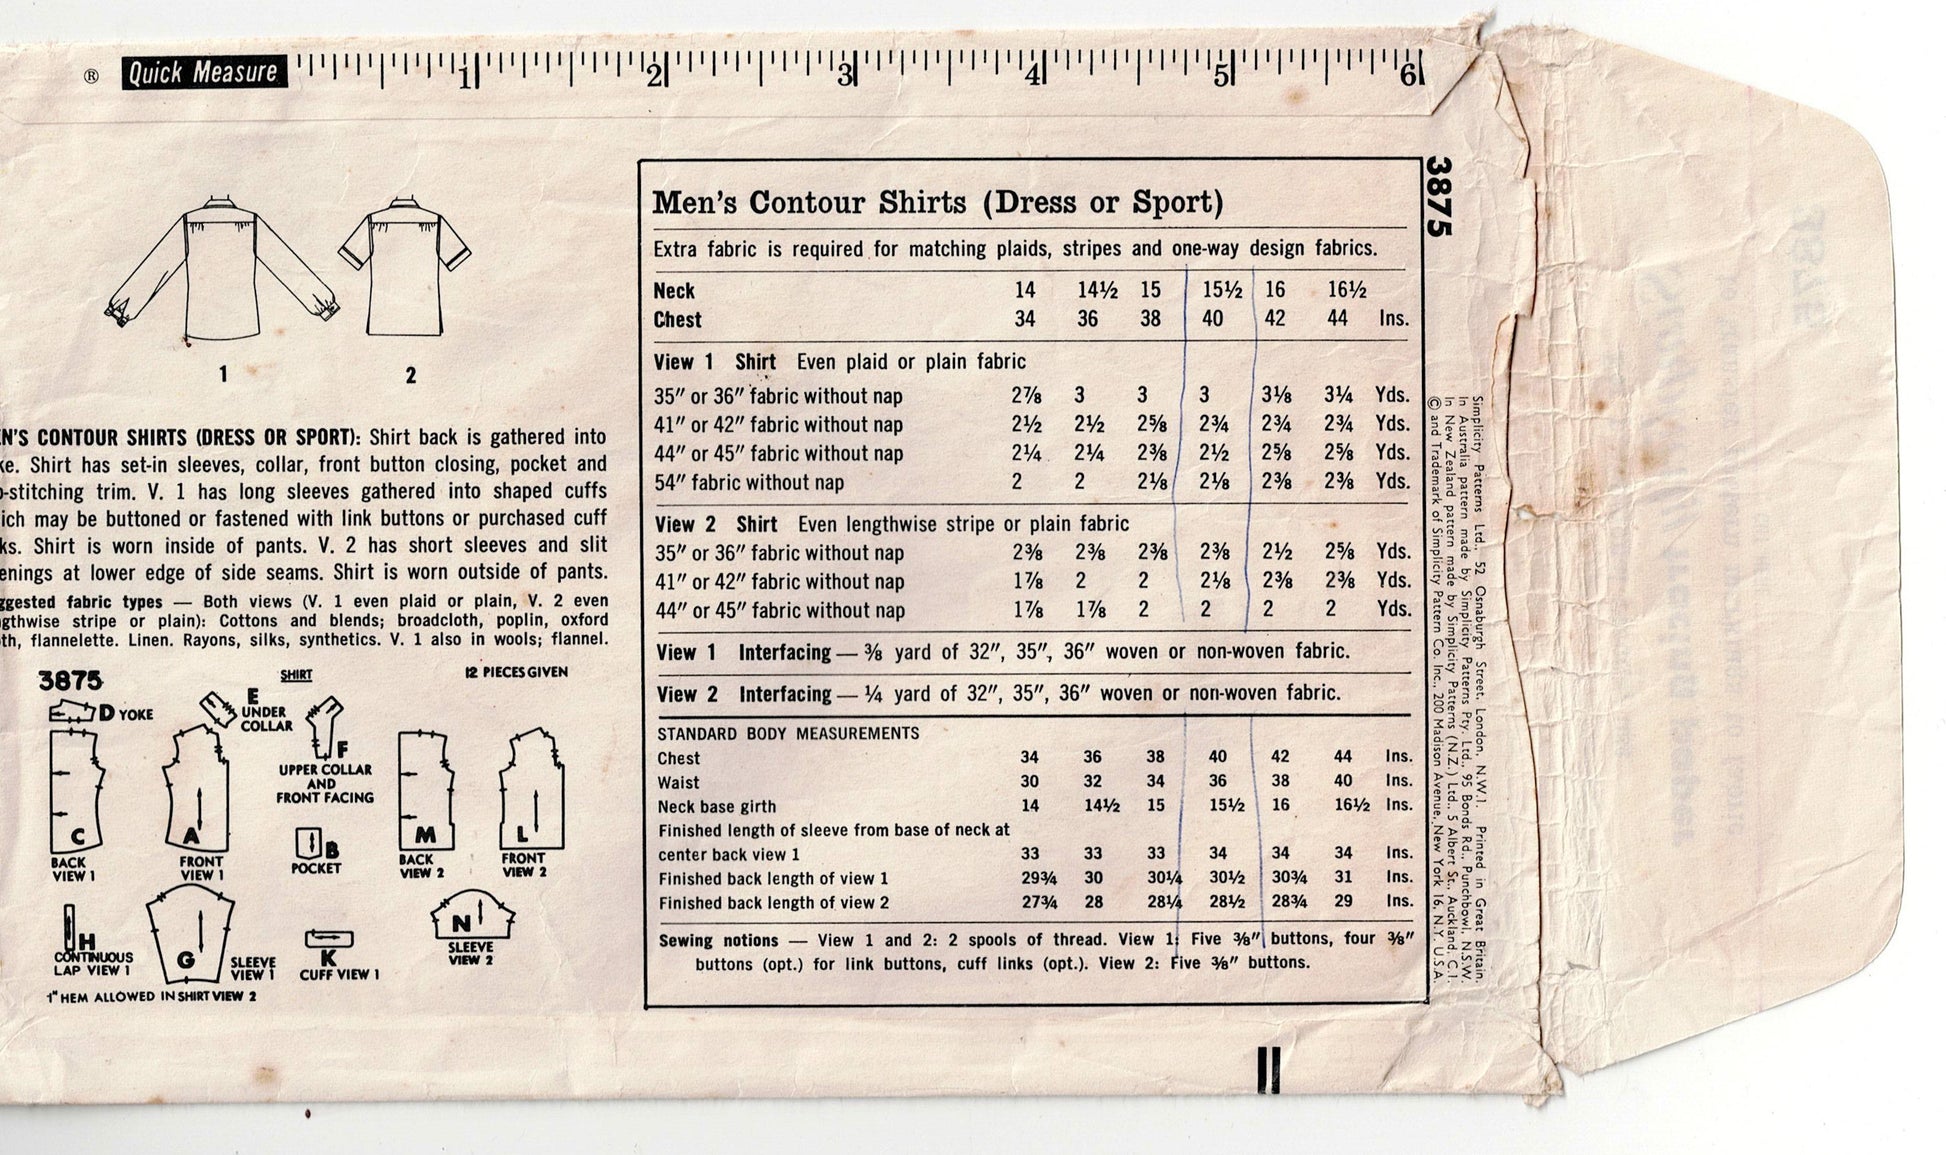 ® Quick Measure 1 2 3 4 5 6
1 2
N'S CONTOUR SHIRTS (DRESS OR SPORT): Shirt back is gathered into
ke. Shirt has set-in sleeves, collar, front button closing, pocket and
-stitching trim. V. 1 has long sleeves gathered into shaped cuffs
ich may be buttoned or fastened with link buttons or purchased cuff
ks. Shirt is worn inside of pants. V. 2 has short sleeves and slit
enings at lower edge of side seams. Shirt is worn outside of pants.
ggested fabric types — Both views (V. 1 even plaid or plain, V. 2 even
gthwise stripe or plain): Cottons and blends; broadcloth, poplin, oxford
th, flannelette. Linen. Rayons, silks, synthetics. V. 1 also in wools; flannel.
3875 SHIRT 12 PIECES GIVEN
D YOKE
E UNDER COLLAR
F
UPPER COLLAR
AND
FRONT FACING
C
BACK
VIEW 1
A
FRONT
VIEW 1
B
POCKET
M
BACK
VIEW 2
L
FRONT
VIEW 2
H
CONTINUOUS
LAP VIEW 1
G
SLEEVE
VIEW 1
K
CUFF VIEW 1
N
SLEEVE
VIEW 2
1" HEM ALLOWED IN SHIRT VIEW 2
Men's Contour Shirts (Dress or Sport)
Extra fabric is required for matching plaids, stripes and one-way design fabrics.
Neck 14 14½ 15 15½ 16 16½
Chest 34 36 38 40 42 44 Ins.
View 1 Shirt Even plaid or plain fabric
35" or 36" fabric without nap 2⅞ 3 3 3 3⅛ 3¼ Yds.
41" or 42" fabric without nap 2½ 2½ 2⅝ 2¾ 2¾ 2¾ Yds.
44" or 45" fabric without nap 2¼ 2¼ 2⅜ 2½ 2⅝ 2⅝ Yds.
54" fabric without nap 2 2 2⅛ 2⅛ 2⅜ 2⅜ Yds.
View 2 Shirt Even lengthwise stripe or plain fabric
35" or 36" fabric without nap 2⅜ 2⅜ 2⅜ 2⅜ 2½ 2⅝ Yds.
41" or 42" fabric without nap 1⅞ 2 2 2⅛ 2⅜ 2⅜ Yds.
44" or 45" fabric without nap 1⅞ 1⅞ 2 2 2 2 Yds.
View 1 Interfacing — ⅜ yard of 32", 35", 36" woven or non-woven fabric.
View 2 Interfacing — ¼ yard of 32", 35", 36" woven or non-woven fabric.
STANDARD BODY MEASUREMENTS
Chest 34 36 38 40 42 44 Ins.
Waist 30 32 34 36 38 40 Ins.
Neck base girth 14 14½ 15 15½ 16 16½ Ins.
Finished length of sleeve from base of neck at
center back view 1 33 33 33 34 34 34 Ins.
Finished back length of view 1 29¾ 30 30¼ 30½ 30¾ 31 Ins.
Finished back length of view 2 27¾ 28 28¼ 28½ 28¾ 29 Ins.
Sewing notions — View 1 and 2: 2 spools of thread. View 1: Five ⅜" buttons, four ⅜"
buttons (opt.) for link buttons, cuff links (opt.). View 2: Five ⅜" buttons.
3875
Simplicity Patterns Ltd., 52 Osnaburgh Street, London, N.W.1. Printed in Great Britain.
In Australia pattern made by Simplicity Patterns Pty. Ltd., 95 Bonds Rd., Punchbowl, N.S.W.
In New Zealand pattern made by Simplicity Patterns (N.Z.) Ltd., 5 Albert St., Auckland, C.1.
© and Trademark of Simplicity Pattern Co. Inc., 200 Madison Avenue, New York 16, N.Y. U.S.A.